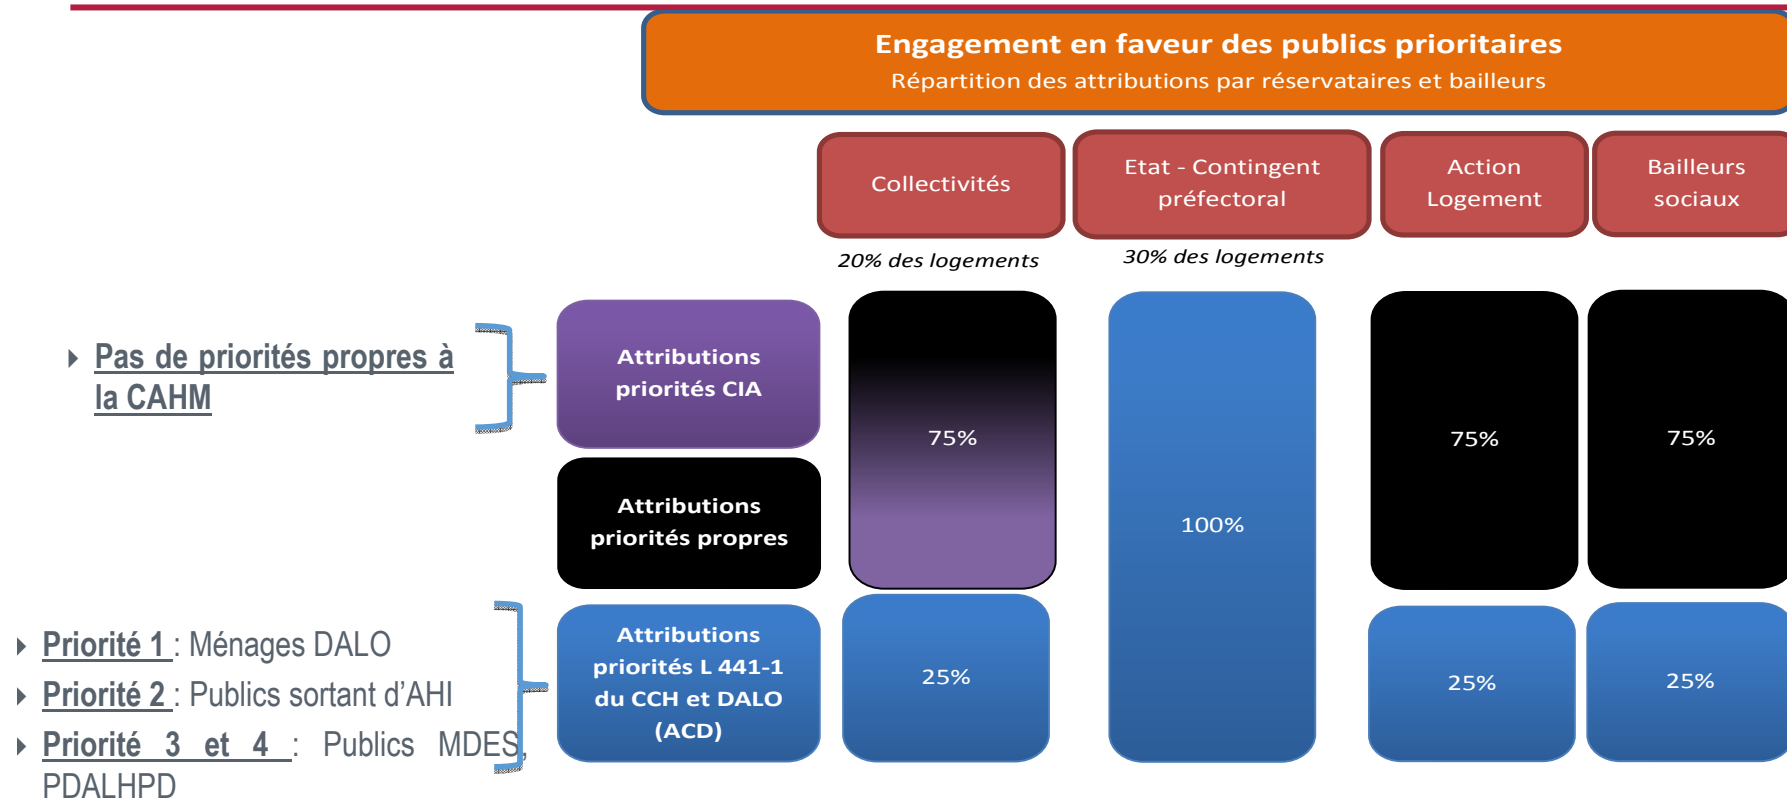 Engagement en faveur des publics prioritaires
Répartition des attributions par réservataires et bailleurs
Collectivités
Etat - Contingent
préfectoral
Action
Logement
Bailleurs
sociaux
20% des logements
30% des logements
Pas de priorités propres à
la CAHM
Attributions
priorités CIA
75%
75%
75%
Attributions
priorités propres
100%
Priorité 1 : Ménages DALO
Priorité 2 : Publics sortant d'AHI
Priorité 3 et 4 : Publics MDES,
PDALHPD
Attributions
priorités L 441-1
du CCH et DALO
(ACD)
25%
25%
25%